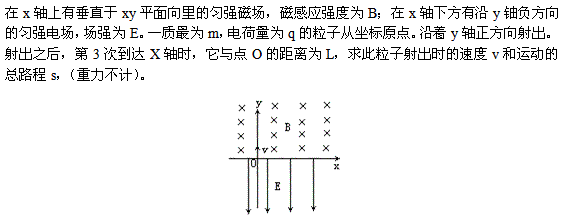 在 x 轴上有垂直于 xy 平面向里的匀强磁场，磁感应强度为 B；在 x 轴下方有沿 y 铀负方向
的匀强电场，场强为 E。一质最为 m，电荷量为 q 的粒子从坐标原点。沿着 y 轴正方向射出。
射出之后，第 3 次到达 X 轴时，它与点 O 的距离为 L，求此粒子射出时的速度 v 和运动的
总路程 s，(重力不计)。
y
B
v
O
x
E